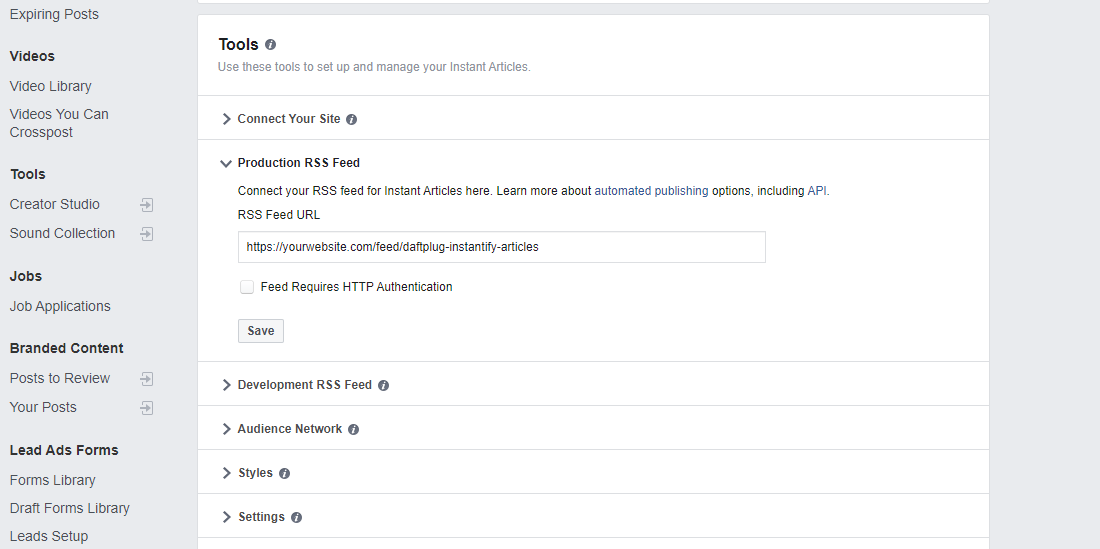 Expiring Posts
Videos
Video Library
Videos You Can
Crosspost
Tools
Creator Studio
Sound Collection
Jobs
Job Applications
Branded Content
Posts to Review
Your Posts
Lead Ads Forms
Forms Library
Draft Forms Library
Leads Setup
Tools
Use these tools to set up and manage your Instant Articles.
Connect Your Site
Production RSS Feed
Connect your RSS feed for Instant Articles here. Learn more about automated publishing options, including API.
RSS Feed URL
https://yourwebsite.com/feed/daftplug-instantify-articles
Feed Requires HTTP Authentication
Save
Development RSS Feed
Audience Network
Styles
Settings